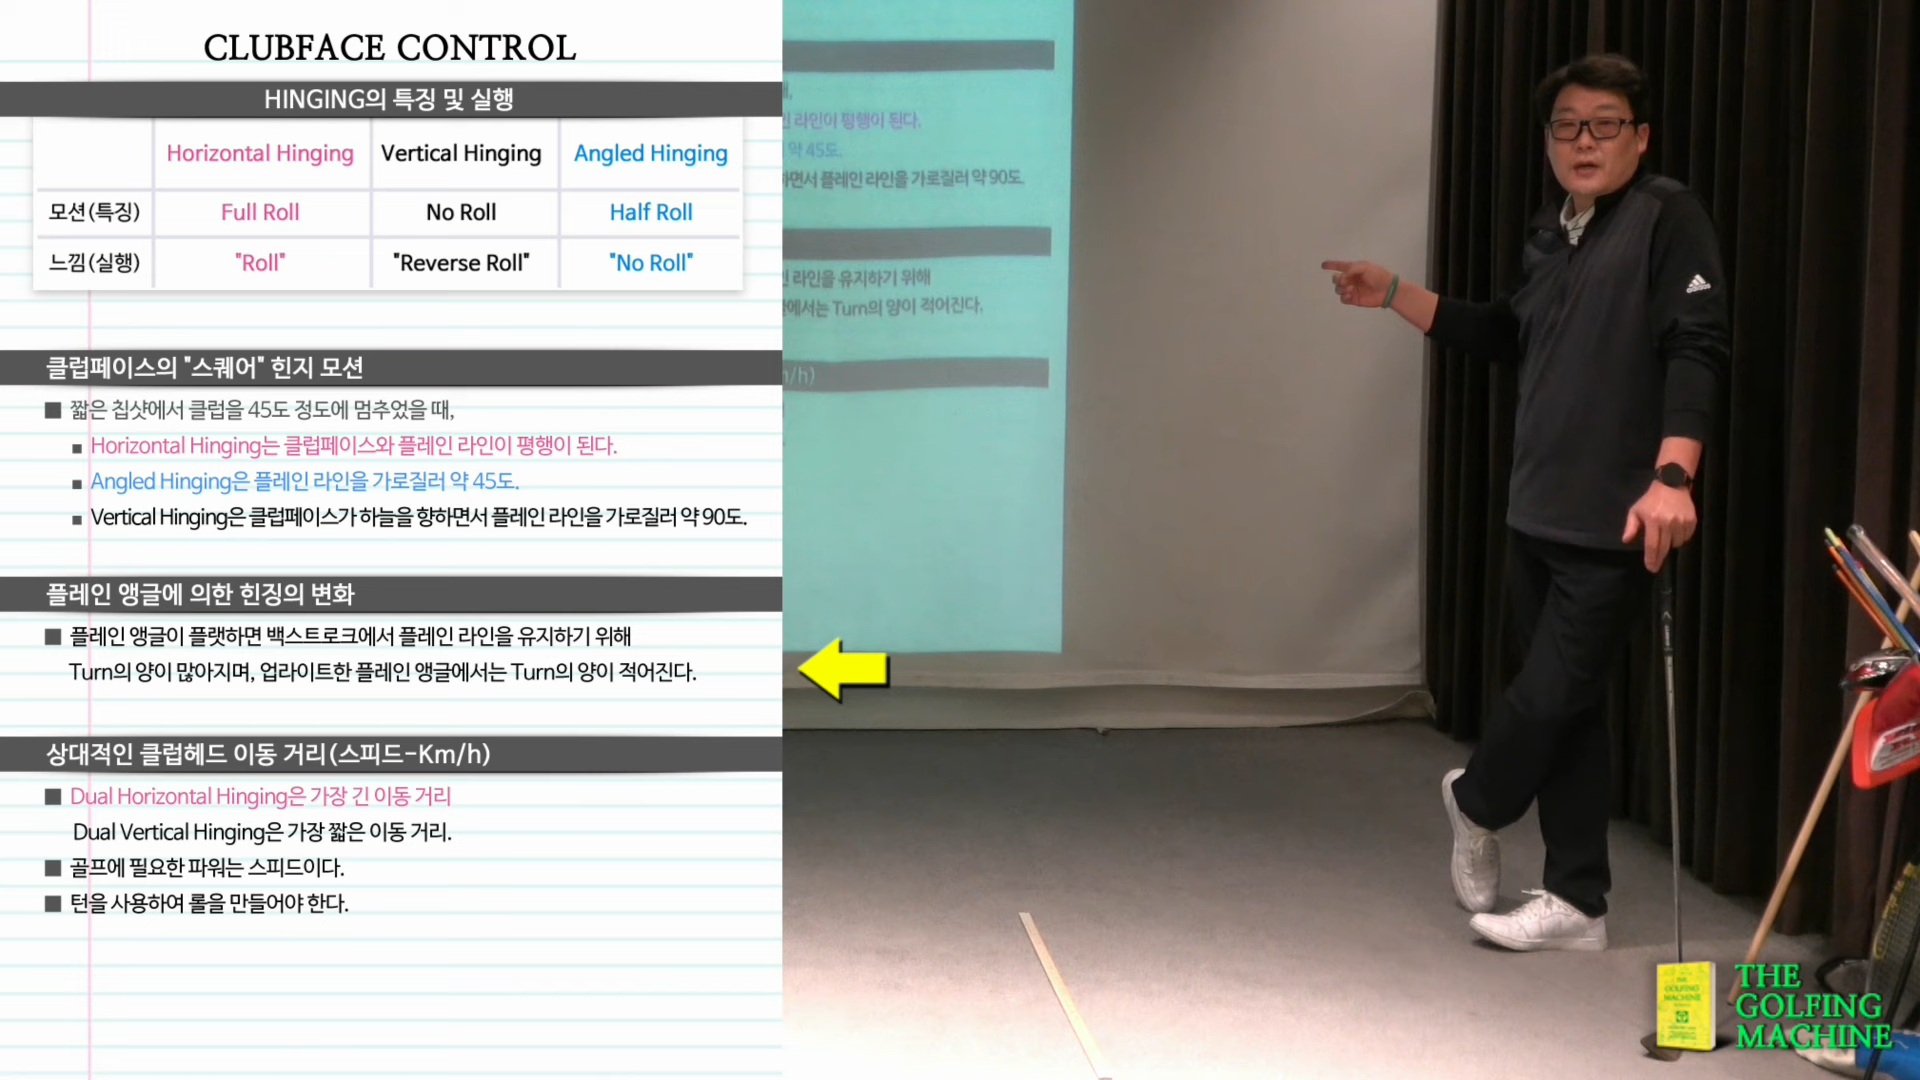 CLUBFACE CONTROL
HINGING의 특징 및 실행
Horizontal Hinging Vertical Hinging Angled Hinging
모션(특징) Full Roll No Roll Half Roll
느낌(실행) "Roll" "Reverse Roll" "No Roll"
클럽페이스의 "스퀘어" 힌지 모션
짧은 칩샷에서 클럽을 45도 정도에 멈추었을 때,
Horizontal Hinging는 클럽페이스와 플레인 라인이 평행이 된다.
Angled Hinging은 플레인 라인을 가로질러 약 45도.
Vertical Hinging은 클럽페이스가 하늘을 향하면서 플레인 라인을 가로질러 약 90도.
플레인 앵글에 의한 힌징의 변화
플레인 앵글이 플랫하면 백스트로크에서 플레인 라인을 유지하기 위해
Turn의 양이 많아지며, 업라이트한 플레인 앵글에서는 Turn의 양이 적어진다.
상대적인 클럽헤드 이동 거리(스피드-Km/h)
Dual Horizontal Hinging은 가장 긴 이동 거리
Dual Vertical Hinging은 가장 짧은 이동 거리.
골프에 필요한 파워는 스피드이다.
턴을 사용하여 롤을 만들어야 한다.
라인이 평행이 된다.
약 45도.
하면서 플레인 라인을 가로질러 약 90도.
라인을 유지하기 위해
에서는 Turn의 양이 적어진다.
/h)
adidas
THE
GOLFING
MACHINE
THE
GOLFING
MACHINE